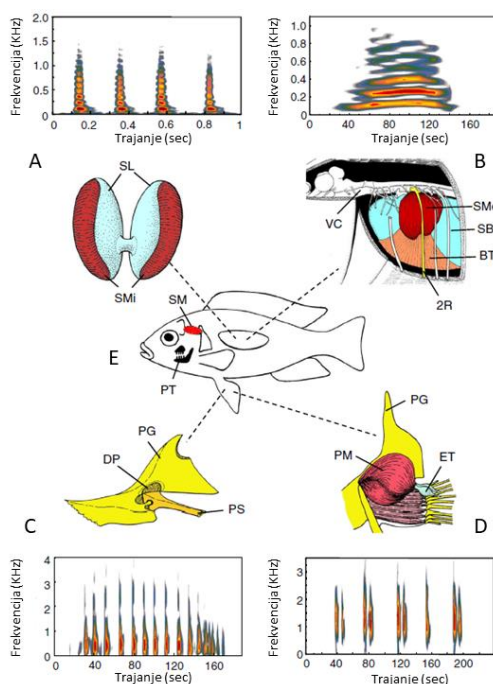 Frekvencija (KHz)
2.0
1.5
1.0
0.5
0
0.2
0.4
0.6
0.8
1
Trajanje (sec)
Frekvencija (KHz)
1.0
0.8
0.6
0.4
0.2
0
40
80
120
160
Trajanje (sec)
A
B
SL
SMi
VC
SB
BT
2R
SM
E
PT
PG
DP
PS
PG
PM
ET
C
D
Frekvencija (KHz)
4
3
2
1
0
40
80
120
160
Trajanje (sec)
Frekvencija (KHz)
3
2
1
0
40
80
120
160
200
Trajanje (sec)